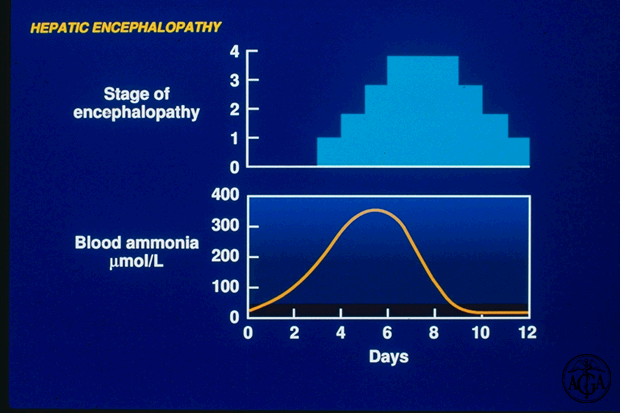 HEPATIC ENCEPHALOPATHY
Stage of
encephalopathy
4
3
2
1
0
Blood ammonia
μmol/L
400
300
200
100
0
0 2 4 6 8 10 12
Days
ACGA